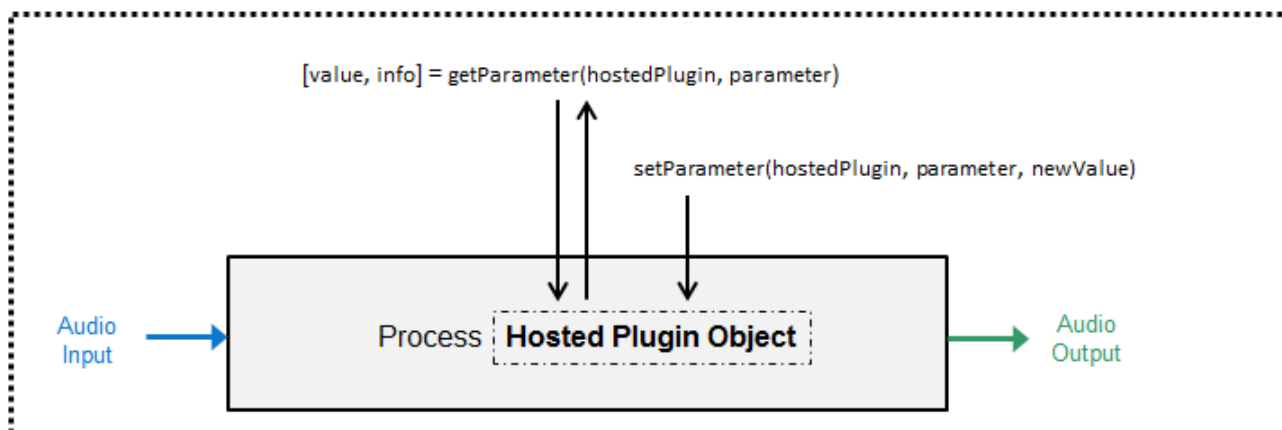 [value, info] = getParameter(hostedPlugin, parameter)
setParameter(hostedPlugin, parameter, newValue)
Audio
Input
Process Hosted Plugin Object
Audio
Output